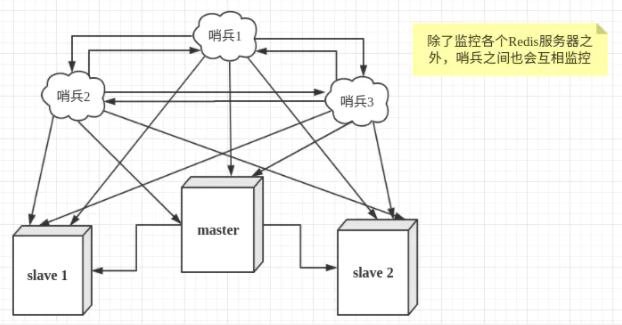 哨兵1
除了监控各个Redis服务器之
外，哨兵之间也会互相监控
哨兵2
哨兵3
master
slave 1
slave 2